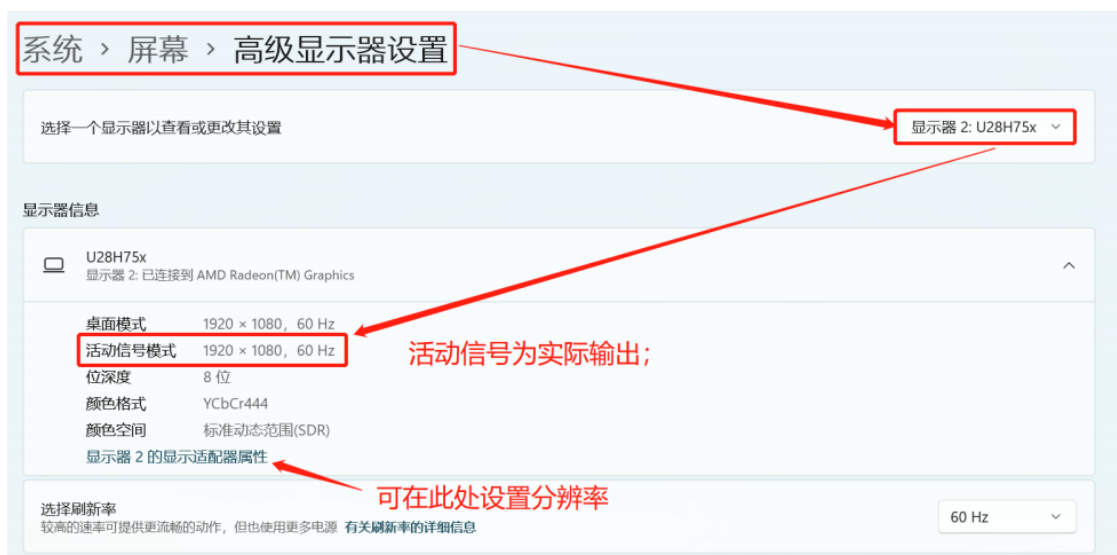 系统 › 屏幕 › 高级显示器设置
选择一个显示器以查看或更改其设置
显示器 2: U28H75x
显示器信息
U28H75x
显示器 2: 已连接到 AMD Radeon(TM) Graphics
桌面模式 1920 × 1080, 60 Hz
活动信号模式 1920 × 1080, 60 Hz
活动信号为实际输出；
位深度 8 位
颜色格式 YCbCr444
颜色空间 标准动态范围(SDR)
显示器 2 的显示适配器属性
可在此处设置分辨率
选择刷新率
较高的速率可提供更流畅的动作，但也使用更多电源 有关刷新率的详细信息
60 Hz